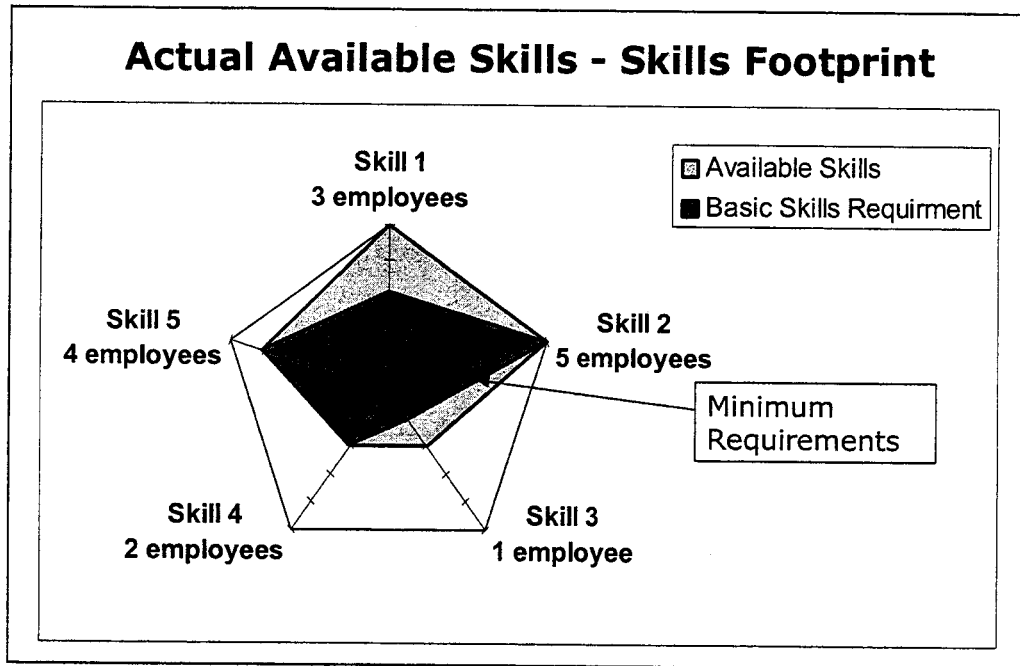 Actual Available Skills - Skills Footprint
Skill 1
3 employees
Available Skills
Basic Skills Requirment
Skill 5
4 employees
Skill 2
5 employees
Minimum
Requirements
Skill 4
2 employees
Skill 3
1 employee